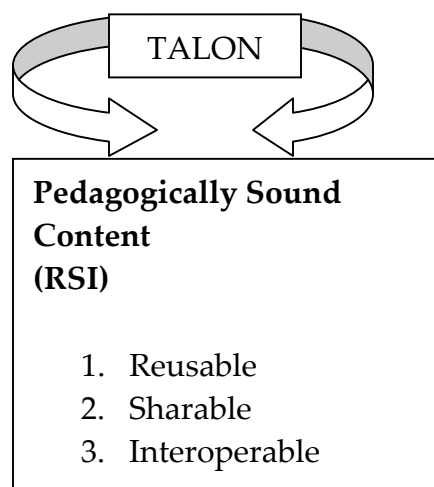 TALON
Pedagogically Sound
Content
(RSI)
1. Reusable
2. Sharable
3. Interoperable